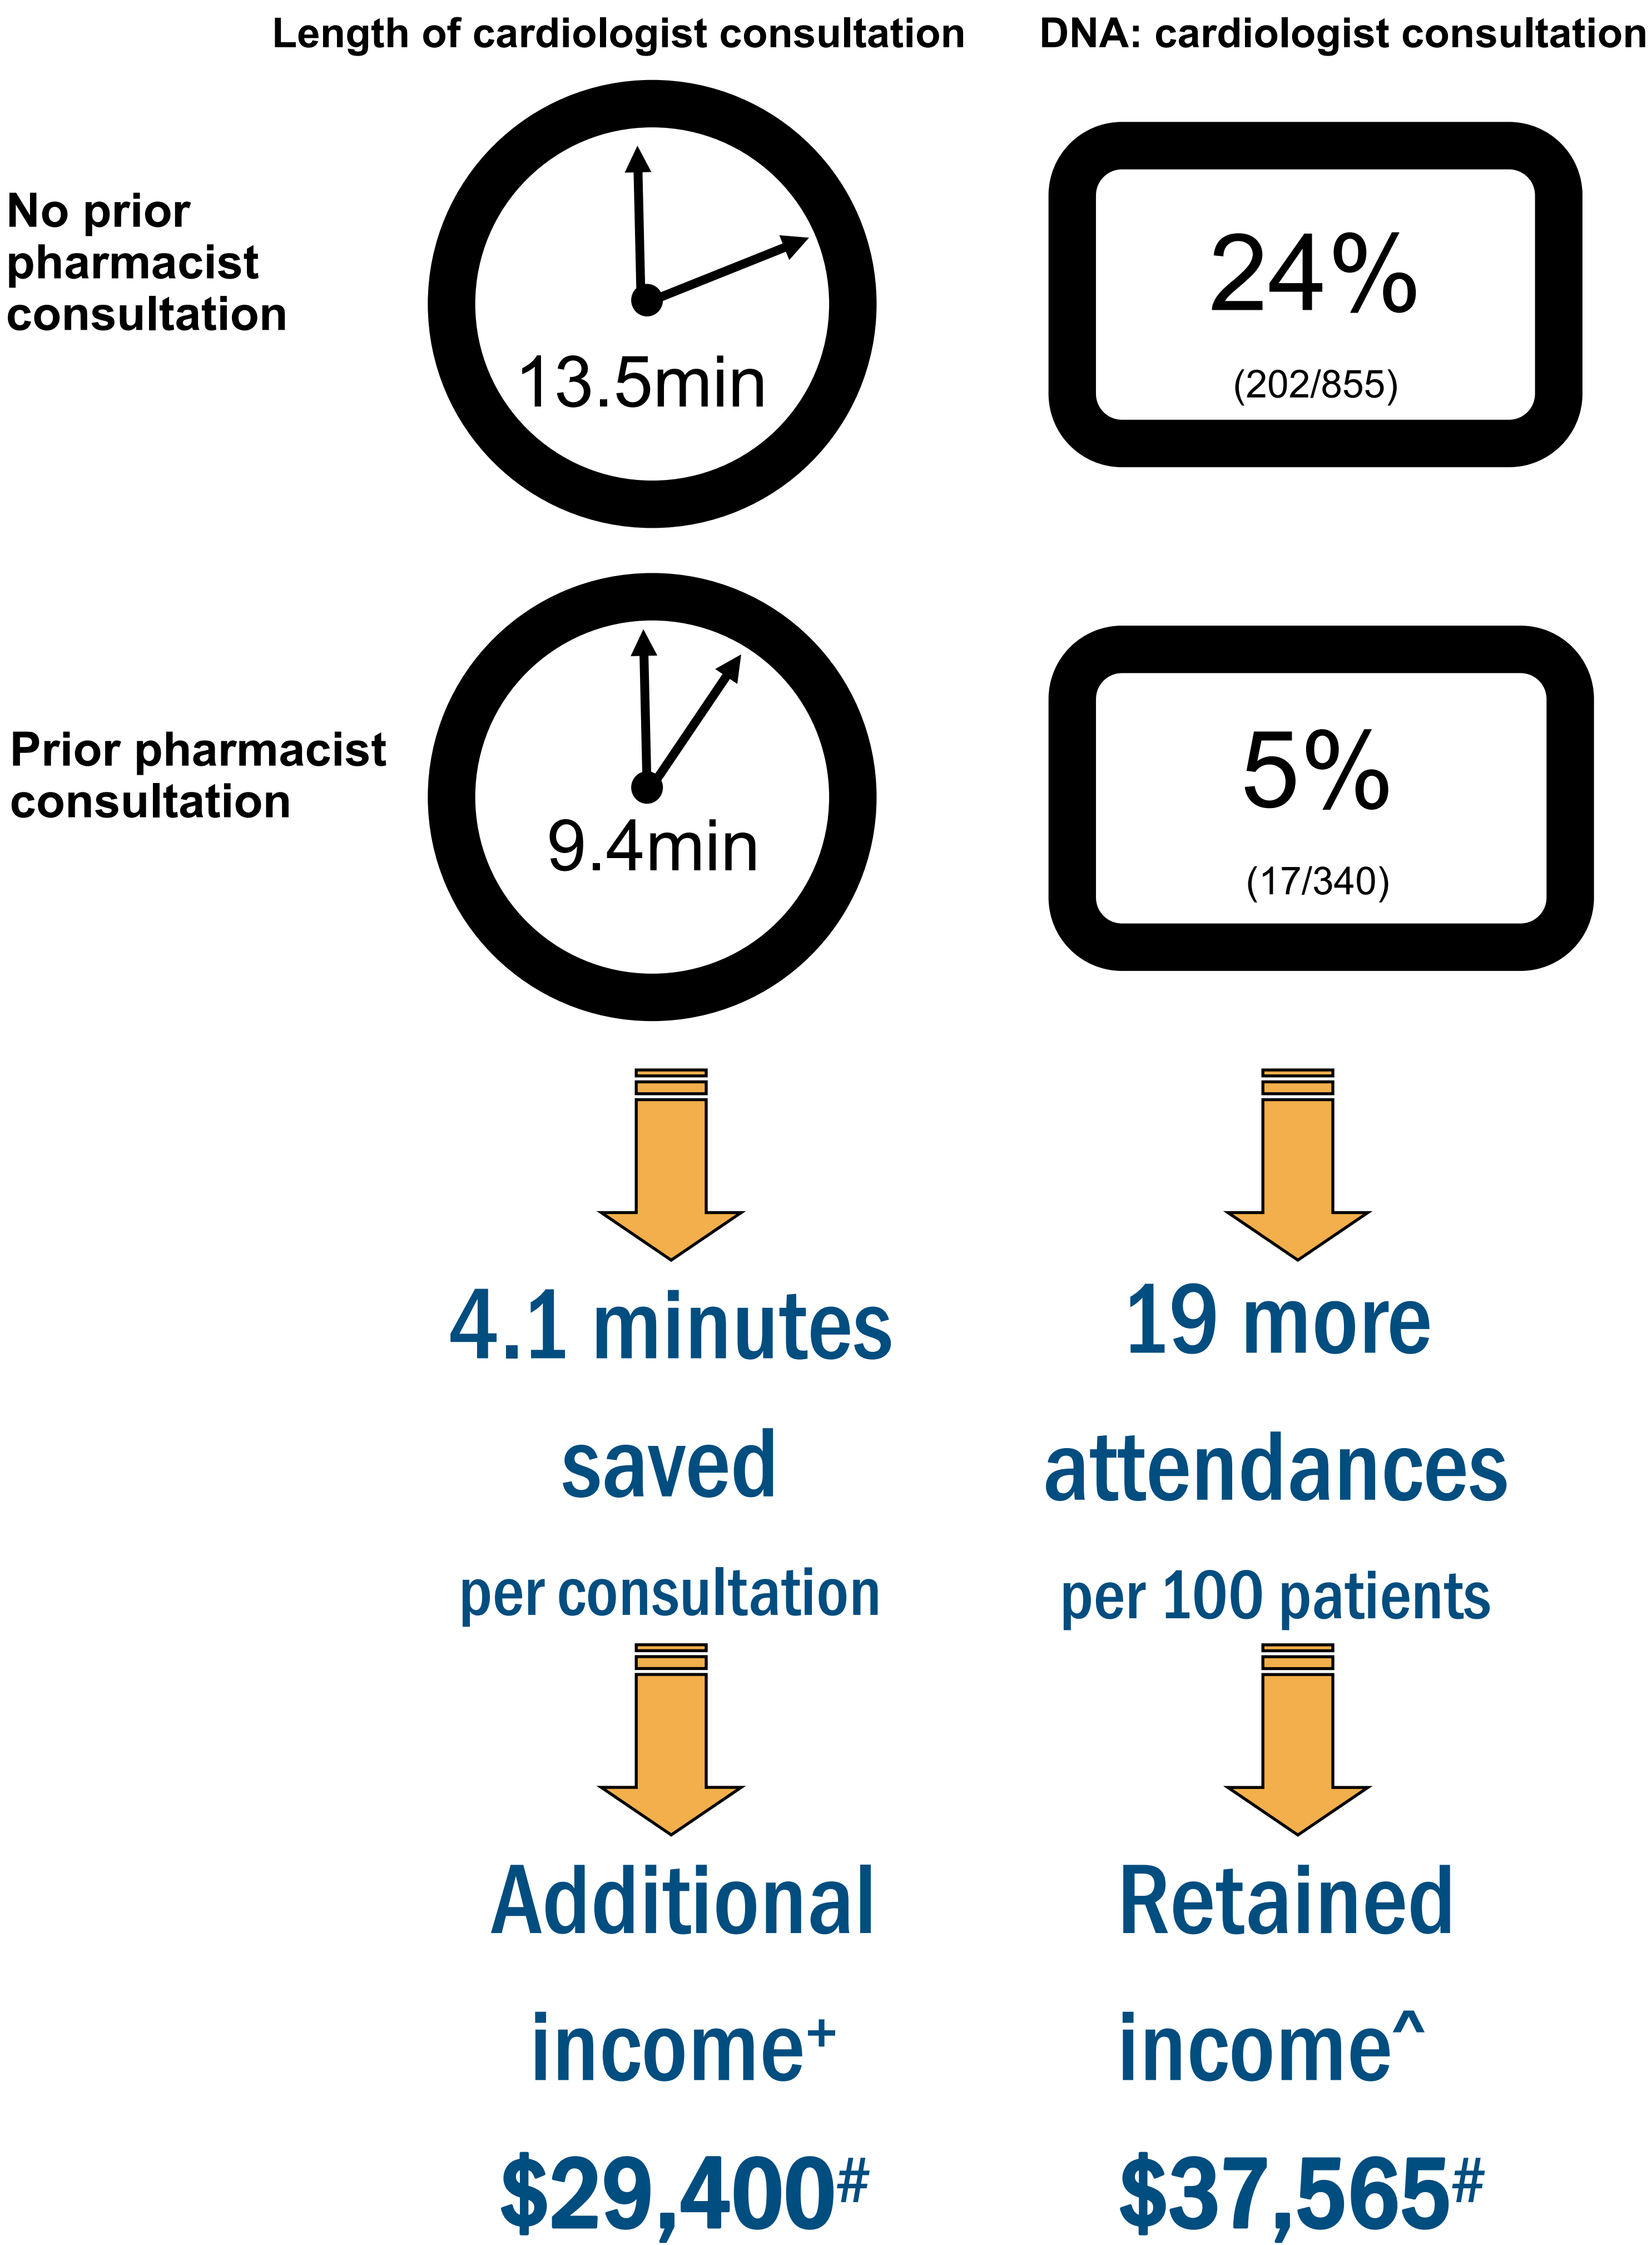 Length of cardiologist consultation
DNA: cardiologist consultation
No prior
pharmacist
consultation
13.5min
24%
(202/855)
Prior pharmacist
consultation
9.4min
5%
(17/340)
4.1 minutes
saved
per consultation
19 more
attendances
per 100 patients
Additional
income⁺
$29,400#
Retained
income^
$37,565#